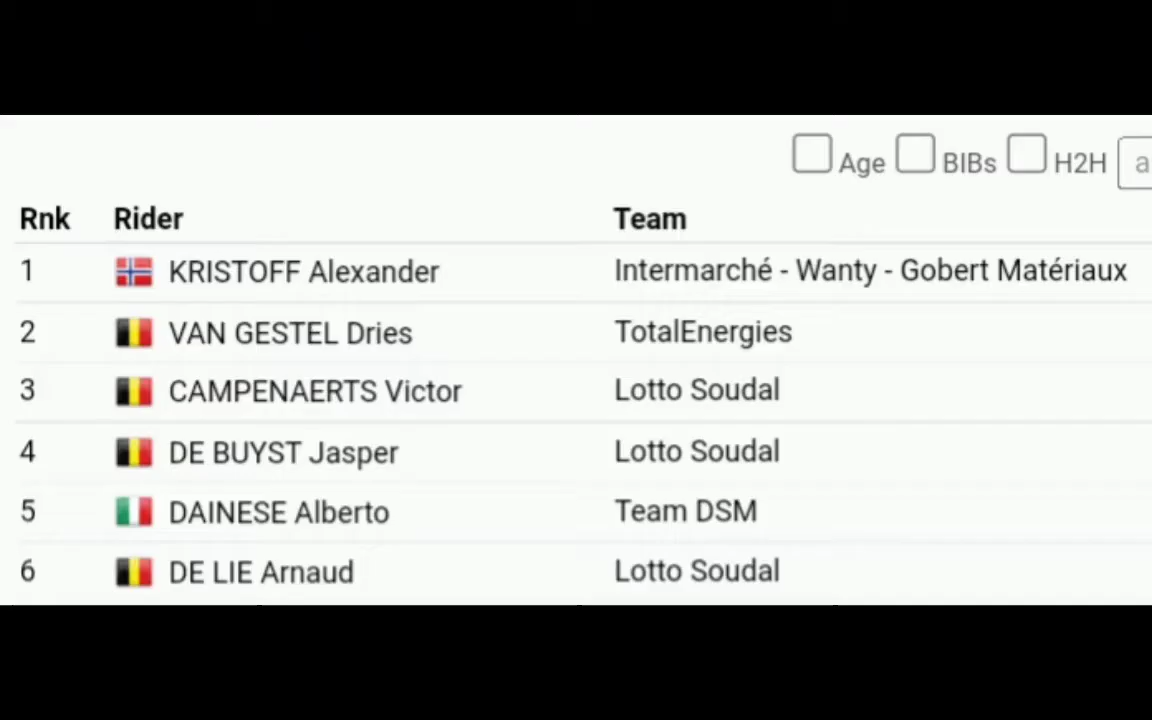 Age BIBs H2H a
Rnk Rider Team
1 KRISTOFF Alexander Intermarché - Wanty - Gobert Matériaux
2 VAN GESTEL Dries TotalEnergies
3 CAMPENAERTS Victor Lotto Soudal
4 DE BUYST Jasper Lotto Soudal
5 DAINESE Alberto Team DSM
6 DE LIE Arnaud Lotto Soudal